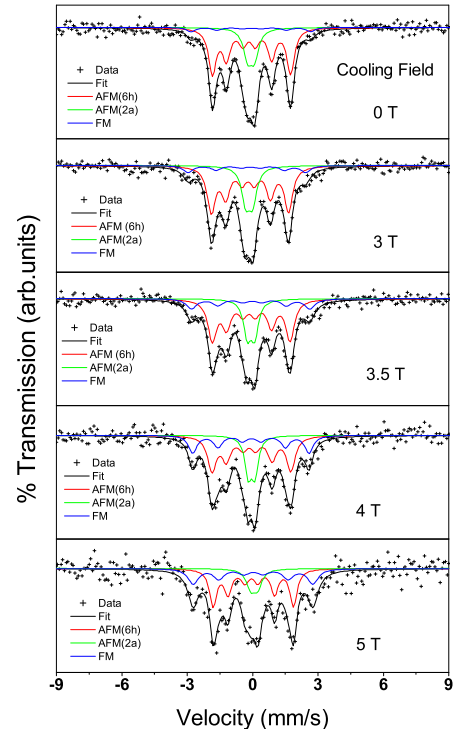 Data
Fit
AFM(6h)
AFM(2a)
FM
Cooling Field
0 T
Data
Fit
AFM (6h)
AFM(2a)
FM
3 T
Data
Fit
AFM (6h)
AFM(2a)
FM
3.5 T
Data
Fit
AFM(6h)
AFM(2a)
FM
4 T
Data
Fit
AFM(6h)
AFM(2a)
FM
5 T
% Transmission (arb.units)
-9 -6 -3 0 3 6 9
Velocity (mm/s)